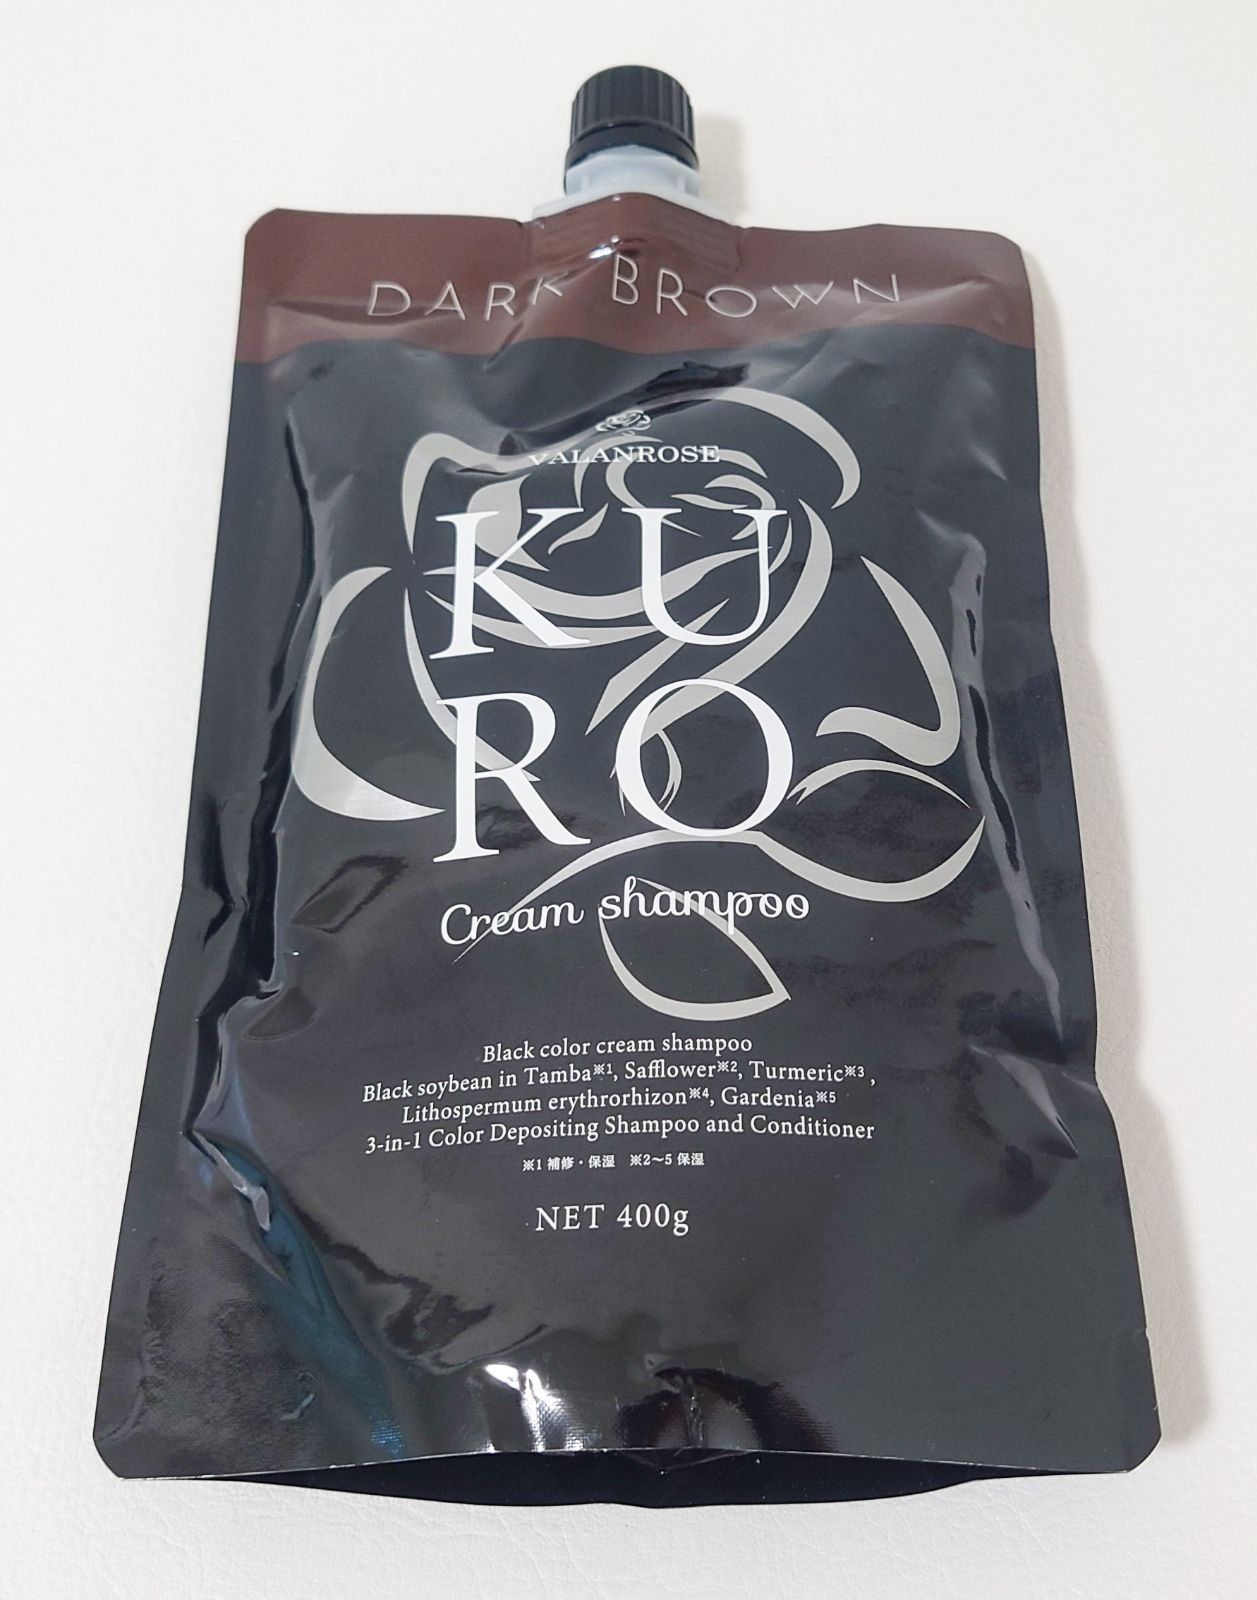 DARK BROWN
VALANROSE
KU
RO
Cream shampoo
Black color cream shampoo
Black soybean in Tamba※1, Safflower※2, Turmeric※3,
Lithospermum erythrorhizon※4, Gardenia※5
3-in-1 Color Depositing Shampoo and Conditioner
※1 補修・保湿 ※2～5 保湿
NET 400g